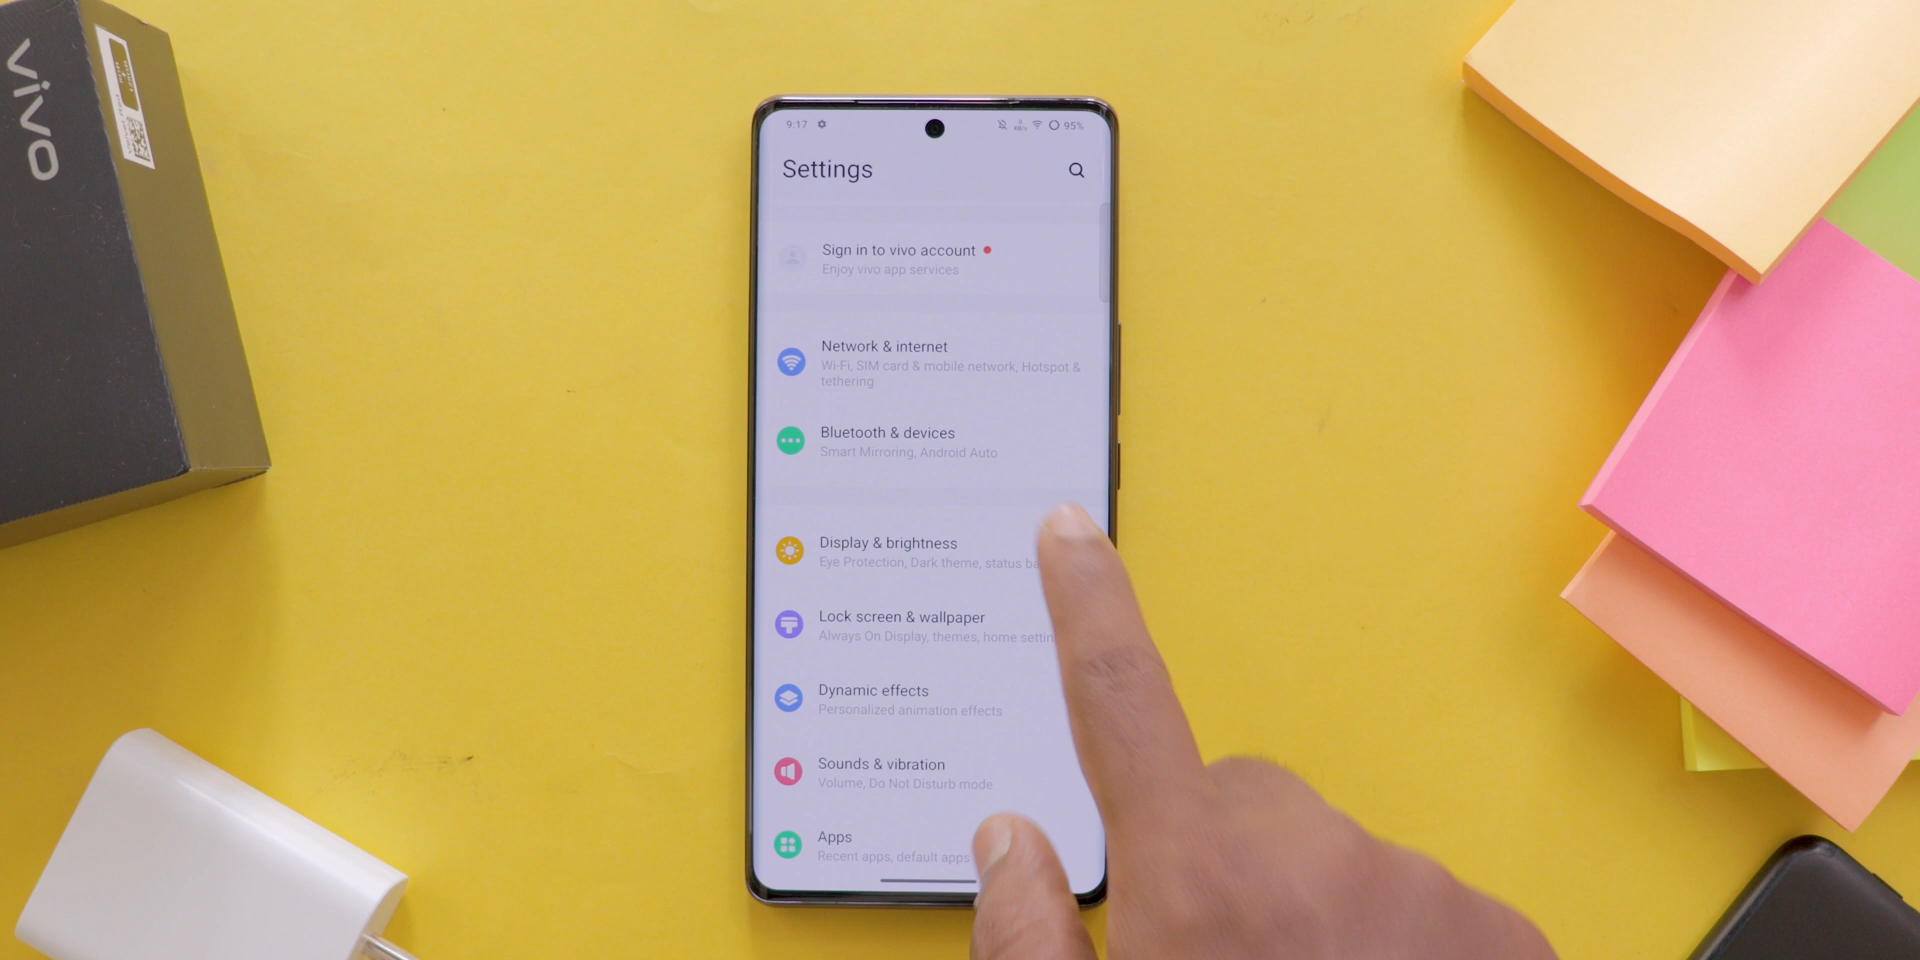 vivo
9:17
95%
Settings
Sign in to vivo account
Enjoy vivo app services
Network & internet
Wi-Fi, SIM card & mobile network, Hotspot &
tethering
Bluetooth & devices
Smart Mirroring, Android Auto
Display & brightness
Eye Protection, Dark theme, status
Lock screen & wallpaper
Always On Display, themes, home
Dynamic effects
Personalized animation effects
Sounds & vibration
Volume, Do Not Disturb mode
Apps
Recent apps, default apps